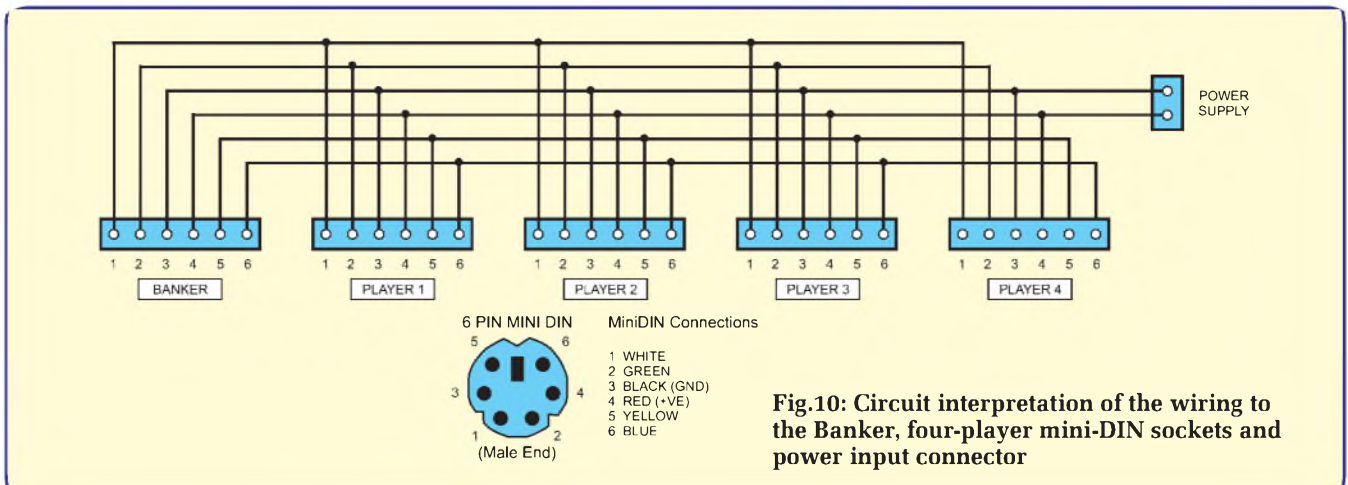 POWER
SUPPLY
1 2 3 4 5 6
1 2 3 4 5 6
1 2 3 4 5 6
1 2 3 4 5 6
1 2 3 4 5 6
BANKER
PLAYER 1
PLAYER 2
PLAYER 3
PLAYER 4
6 PIN MINI DIN
5 6
3 4
1 2
(Male End)
MiniDIN Connections
1 WHITE
2 GREEN
3 BLACK (GND)
4 RED (+VE)
5 YELLOW
6 BLUE
Fig.10: Circuit interpretation of the wiring to
the Banker, four-player mini-DIN sockets and
power input connector